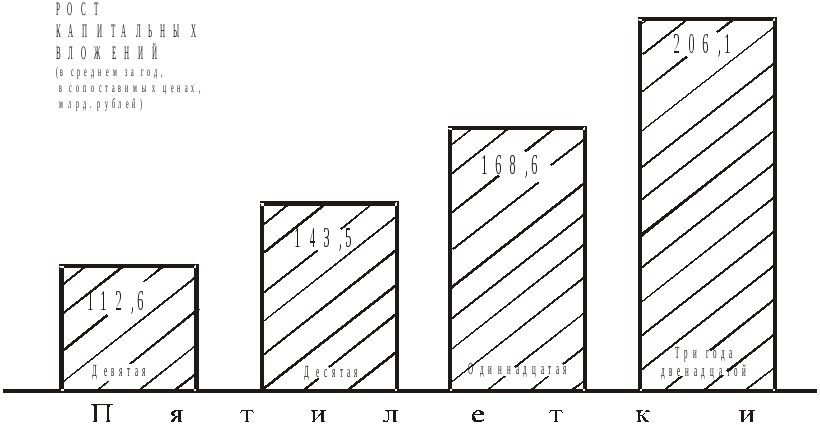 РОСТ
КАПИТАЛЬНЫХ
ВЛОЖЕНИЙ
(в среднем за год,
в сопоставимых ценах,
млрд. рублей)
206,1
168,6
143,5
112,6
Девятая
Десятая
Одиннадцатая
Три года
двенадцатой
Пятилетки